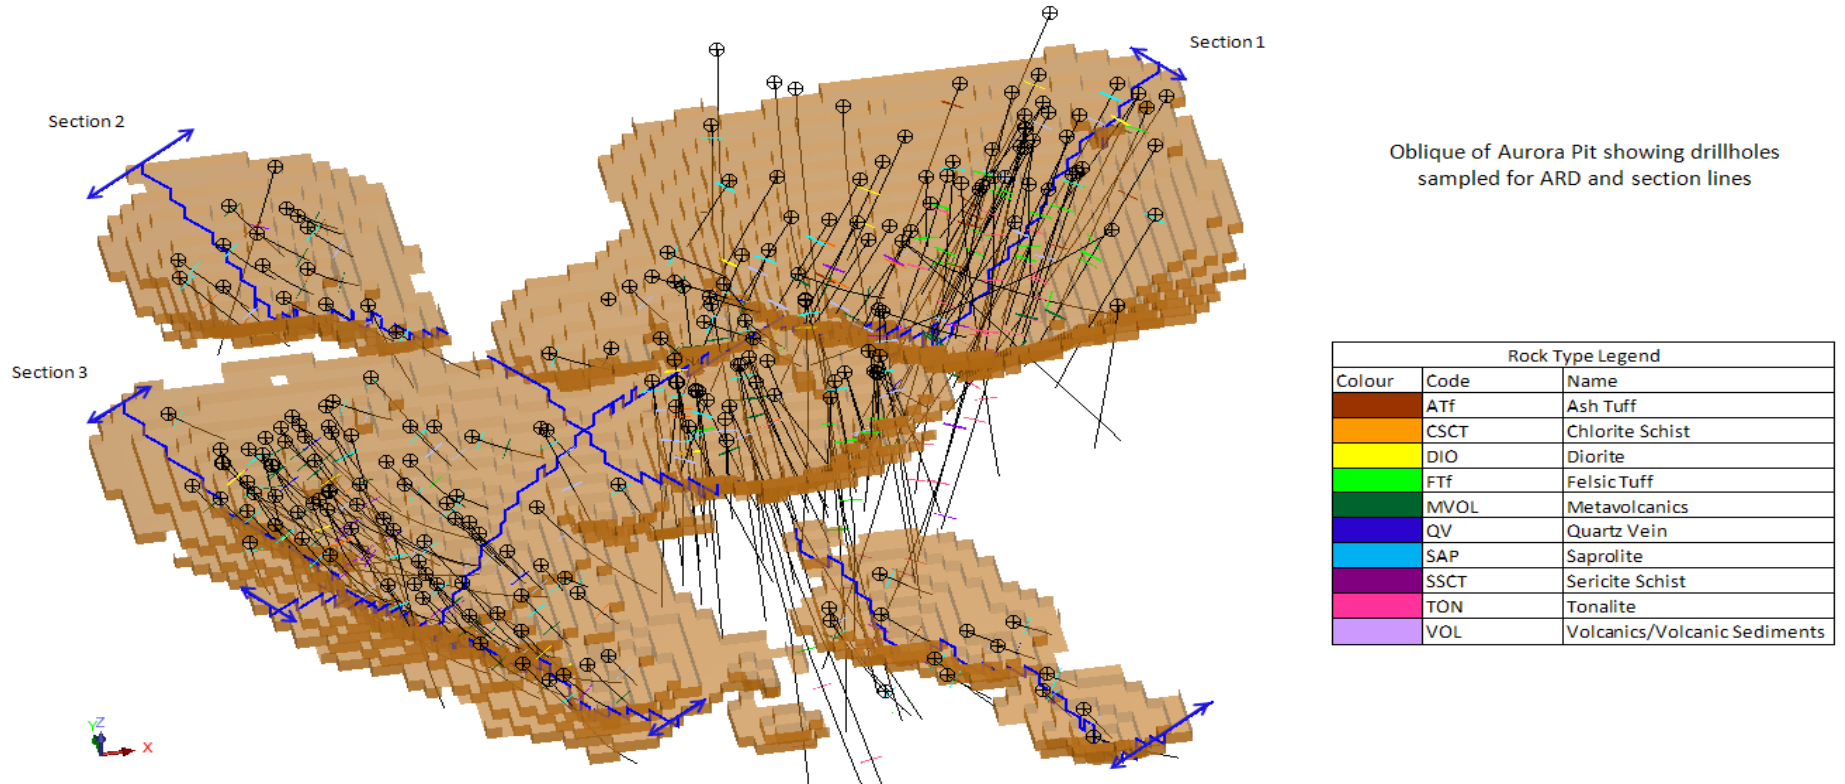 Section 1
Section 2
Oblique of Aurora Pit showing drillholes
sampled for ARD and section lines
Section 3
Rock Type Legend
Colour Code Name
ATf Ash Tuff
CSCT Chlorite Schist
DIO Diorite
FTf Felsic Tuff
MVOL Metavolcanics
QV Quartz Vein
SAP Saprolite
SSCT Sericite Schist
TON Tonalite
VOL Volcanics/Volcanic Sediments
Y Z
X